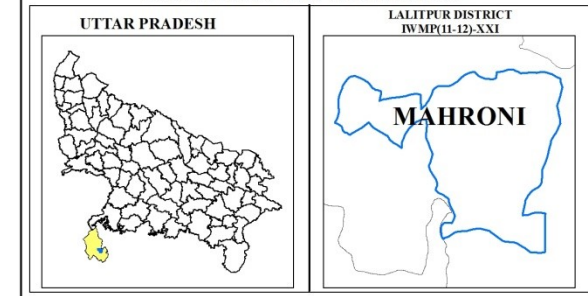 UTTAR PRADESH
LALITPUR DISTRICT
IWMP(11-12)-XXI
MAHRONI